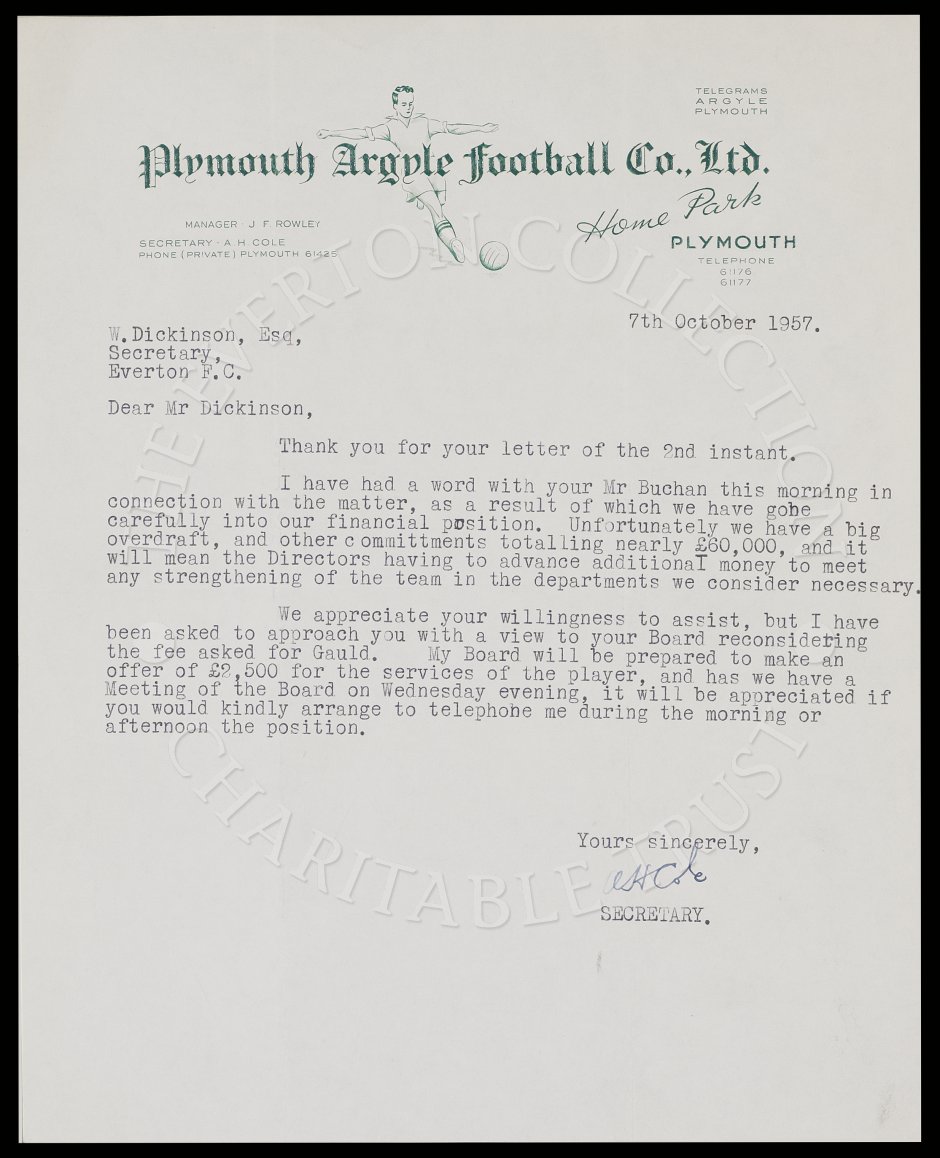 TELEGRAMS
ARGYLE
PLYMOUTH
Plymouth Argyle Football Co., Ltd.
Home Park
MANAGER - J F. ROWLEY
PLYMOUTH
SECRETARY - A. H. COLE
PHONE (PRIVATE) PLYMOUTH 61425
TELEPHONE
61176
61177
7th October 1957.
W. Dickinson, Esq,
Secretary,
Everton F.C.
Dear Mr Dickinson,
Thank you for your letter of the 2nd instant.
I have had a word with your Mr Buchan this morning in
connection with the matter, as a result of which we have gohe
carefully into our financial position. Unfortunately we have a big
overdraft, and other committments totalling nearly £60,000, and it
will mean the Directors having to advance additional money to meet
any strengthening of the team in the departments we consider necessary.
We appreciate your willingness to assist, but I have
been asked to approach you with a view to your Board reconsidering
the fee asked for Gauld. My Board will be prepared to make an
offer of £2,500 for the services of the player, and has we have a
Meeting of the Board on Wednesday evening, it will be appreciated if
you would kindly arrange to telephohe me during the morning or
afternoon the position.
Yours sincerely,
AHCole
SECRETARY.
THE EVERTON COLLECTION
CHARITABLE TRUST